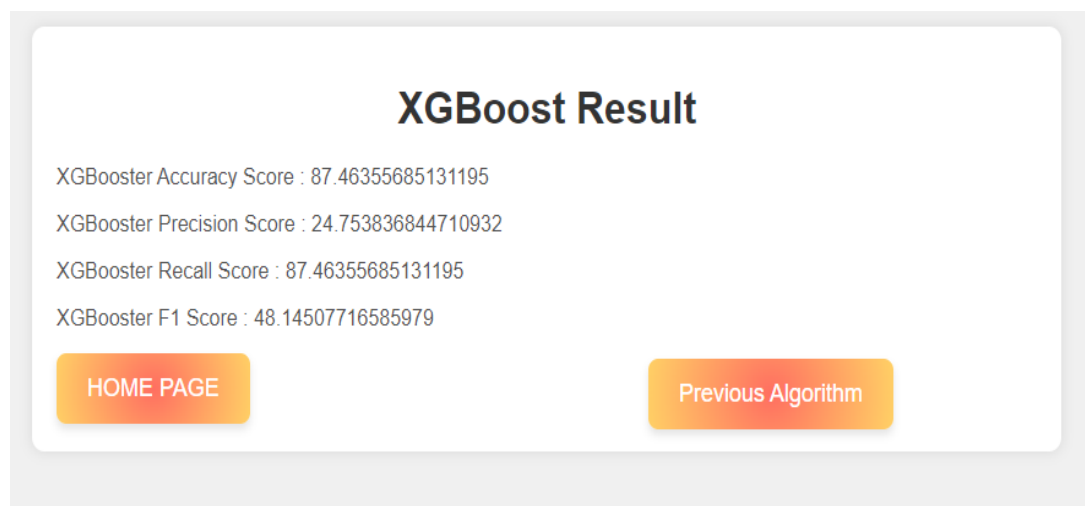 XGBoost Result
XGBooster Accuracy Score : 87.46355685131195
XGBooster Precision Score : 24.753836844710932
XGBooster Recall Score : 87.46355685131195
XGBooster F1 Score : 48.14507716585979
HOME PAGE
Previous Algorithm